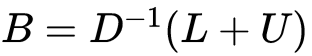 B = D⁻¹(L + U)